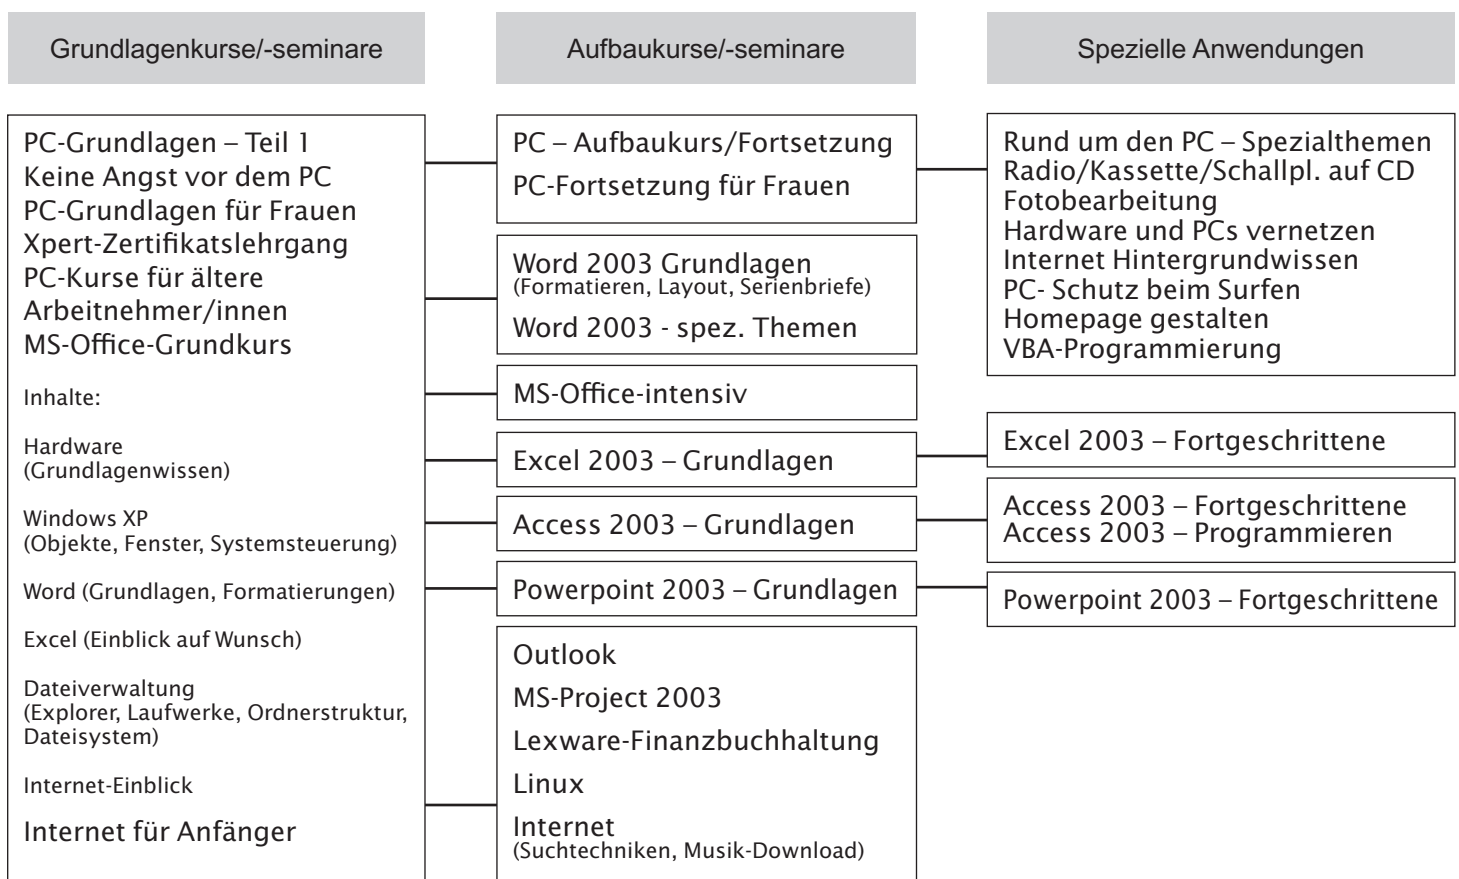 Grundlagenkurse/-seminare
Aufbaukurse/-seminare
Spezielle Anwendungen
PC-Grundlagen – Teil 1
Keine Angst vor dem PC
PC-Grundlagen für Frauen
Xpert-Zertifikatslehrgang
PC-Kurse für ältere
Arbeitnehmer/innen
MS-Office-Grundkurs
Inhalte:
Hardware
(Grundlagenwissen)
Windows XP
(Objekte, Fenster, Systemsteuerung)
Word (Grundlagen, Formatierungen)
Excel (Einblick auf Wunsch)
Dateiverwaltung
(Explorer, Laufwerke, Ordnerstruktur,
Dateisystem)
Internet-Einblick
Internet für Anfänger
PC – Aufbaukurs/Fortsetzung
PC-Fortsetzung für Frauen
Word 2003 Grundlagen
(Formatieren, Layout, Serienbriefe)
Word 2003 - spez. Themen
MS-Office-intensiv
Excel 2003 – Grundlagen
Access 2003 – Grundlagen
Powerpoint 2003 – Grundlagen
Outlook
MS-Project 2003
Lexware-Finanzbuchhaltung
Linux
Internet
(Suchtechniken, Musik-Download)
Rund um den PC – Spezialthemen
Radio/Kassette/Schallpl. auf CD
Fotobearbeitung
Hardware und PCs vernetzen
Internet Hintergrundwissen
PC- Schutz beim Surfen
Homepage gestalten
VBA-Programmierung
Excel 2003 – Fortgeschrittene
Access 2003 – Fortgeschrittene
Access 2003 – Programmieren
Powerpoint 2003 – Fortgeschrittene